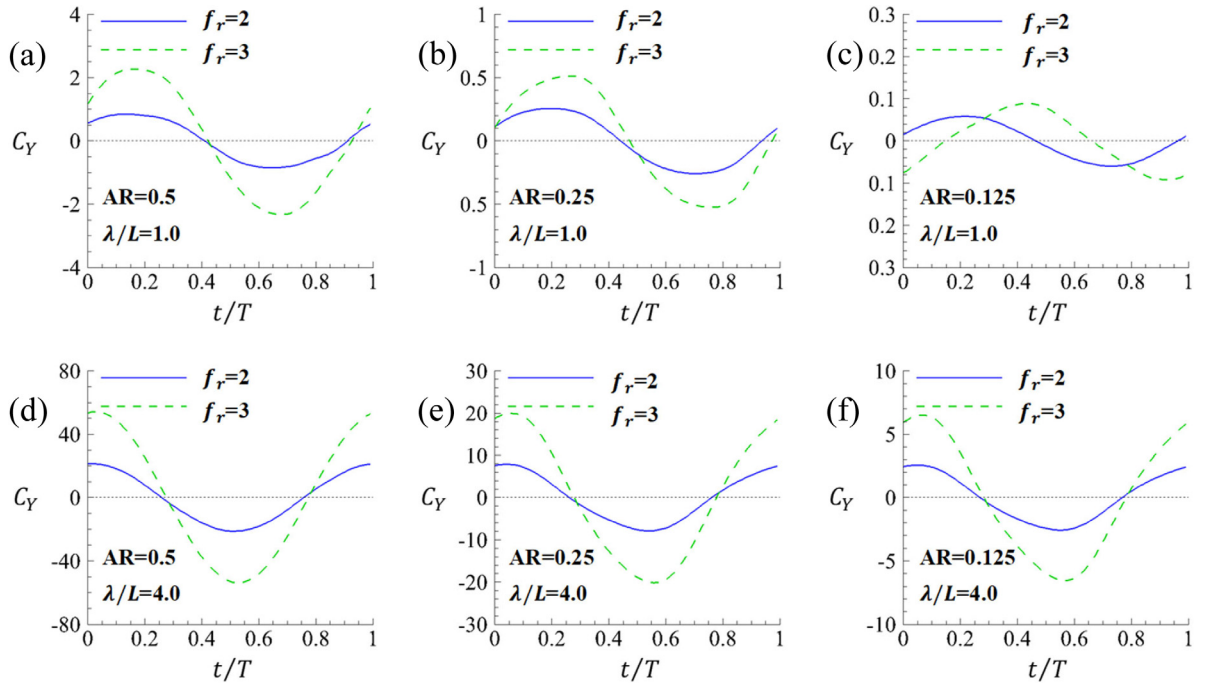 (a)
4
2
0
-2
-4
C_Y
f_r=2
f_r=3
AR=0.5
λ/L=1.0
0 0.2 0.4 0.6 0.8 1
t/T
(b)
1
0.5
0
0.5
-1
C_Y
f_r=2
f_r=3
AR=0.25
λ/L=1.0
0 0.2 0.4 0.6 0.8 1
t/T
(c)
0.3
0.2
0.1
0
0.1
0.2
0.3
C_Y
f_r=2
f_r=3
AR=0.125
λ/L=1.0
0 0.2 0.4 0.6 0.8 1
t/T
(d)
80
40
0
-40
-80
C_Y
f_r=2
f_r=3
AR=0.5
λ/L=4.0
0 0.2 0.4 0.6 0.8 1
t/T
(e)
30
20
10
0
-10
-20
-30
C_Y
f_r=2
f_r=3
AR=0.25
λ/L=4.0
0 0.2 0.4 0.6 0.8 1
t/T
(f)
10
5
0
-5
-10
C_Y
f_r=2
f_r=3
AR=0.125
λ/L=4.0
0 0.2 0.4 0.6 0.8 1
t/T